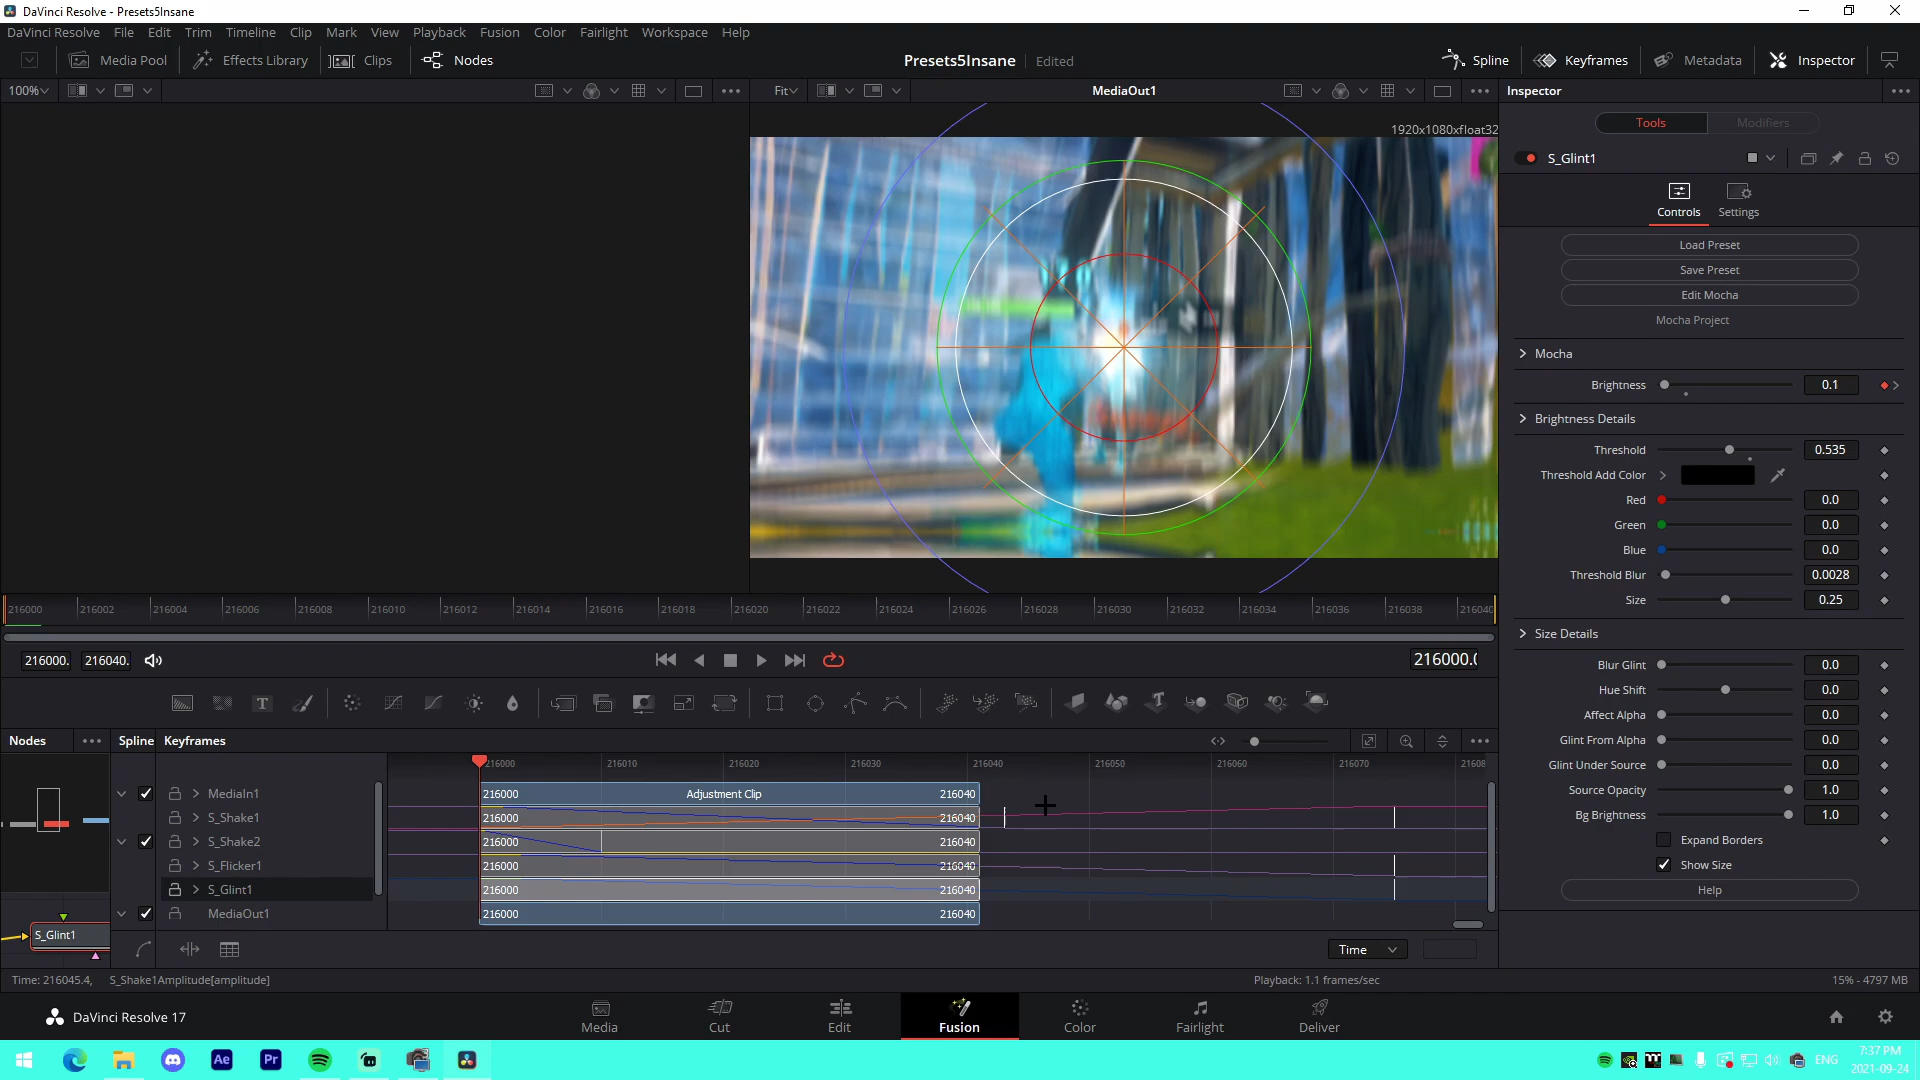 DaVinci Resolve - Presets5Insane
DaVinci Resolve File Edit Trim Timeline Clip Mark View Playback Fusion Color Fairlight Workspace Help
Media Pool Effects Library Clips Nodes Presets5Insane Edited Spline Keyframes Metadata Inspector
100% Fit MediaOut1 Inspector
1920x1080xfloat32
Tools Modifiers
S_Glint1
Controls Settings
Load Preset
Save Preset
Edit Mocha
Mocha Project
Mocha
Brightness 0.1
Brightness Details
Threshold 0.535
Threshold Add Color
Red 0.0
Green 0.0
Blue 0.0
Threshold Blur 0.0028
Size 0.25
Size Details
Blur Glint 0.0
Hue Shift 0.0
Affect Alpha 0.0
Glint From Alpha 0.0
Glint Under Source 0.0
Source Opacity 1.0
Bg Brightness 1.0
Expand Borders
Show Size
Help
216000 216002 216004 216006 216008 216010 216012 216014 216016 216018 216020 216022 216024 216026 216028 216030 216032 216034 216036 216038 216040
216000. 216040. 216000.0
Nodes Spline Keyframes
216000 216010 216020 216030 216040 216050 216060 216070 21608
MediaIn1 216000 Adjustment Clip 216040
S_Shake1 216000 216040
S_Shake2 216000 216040
S_Flicker1 216000 216040
S_Glint1 216000 216040
MediaOut1 216000 216040
S_Glint1
Time
Time: 216045.4, S_Shake1Amplitude[amplitude] Playback: 1.1 frames/sec 15% - 4797 MB
DaVinci Resolve 17 Media Cut Edit Fusion Color Fairlight Deliver
Ae Pr ENG
7:37 PM
2021-09-24